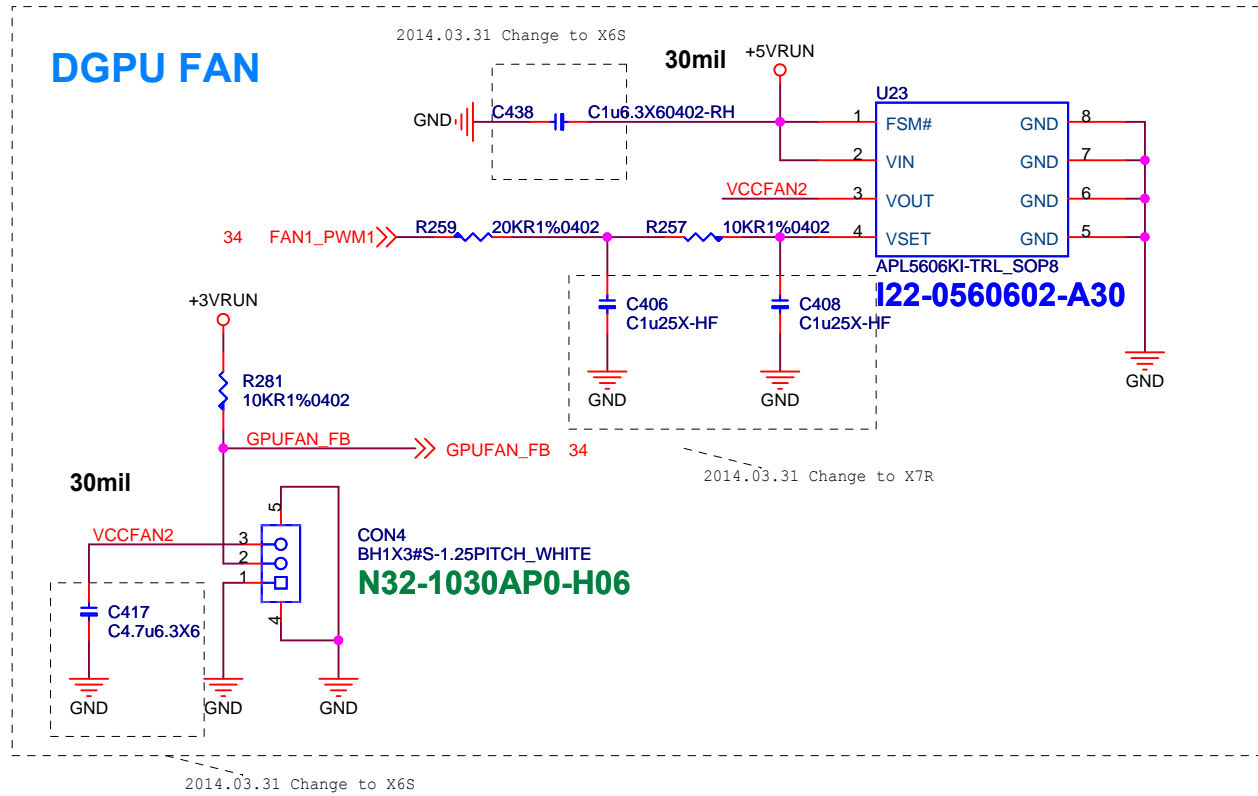 2014.03.31 Change to X6S
DGPU FAN
30mil
+5VRUN
U23
GND
C438
C1u6.3X60402-RH
1
FSM#
GND
8
2
VIN
GND
7
VCCFAN2
3
VOUT
GND
6
34
FAN1_PWM1
R259
20KR1%0402
R257
10KR1%0402
4
VSET
GND
5
APL5606KI-TRL_SOP8
I22-0560602-A30
+3VRUN
C406
C1u25X-HF
C408
C1u25X-HF
GND
R281
10KR1%0402
GND
GND
GPUFAN_FB
GPUFAN_FB
34
2014.03.31 Change to X7R
30mil
5
VCCFAN2
3
2
1
4
CON4
BH1X3#S-1.25PITCH_WHITE
N32-1030AP0-H06
C417
C4.7u6.3X6
GND
GND
GND
2014.03.31 Change to X6S